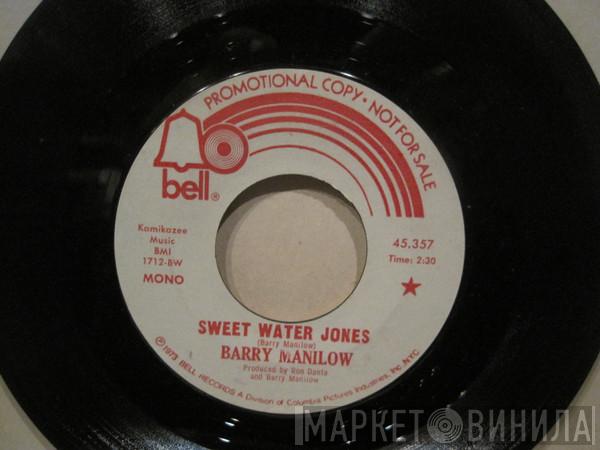 PROMOTIONAL COPY • NOT FOR SALE
bell®
Kamikazee
Music
BMI
1712-BW
MONO
45.357
Time: 2:30
SWEET WATER JONES
(Barry Manilow)
BARRY MANILOW
Produced by Ron Dante
and Barry Manilow
Ⓟ1973 BELL RECORDS A Division of Columbia Pictures Industries, Inc. NYC
МАРКЕТ ВИНИЛА